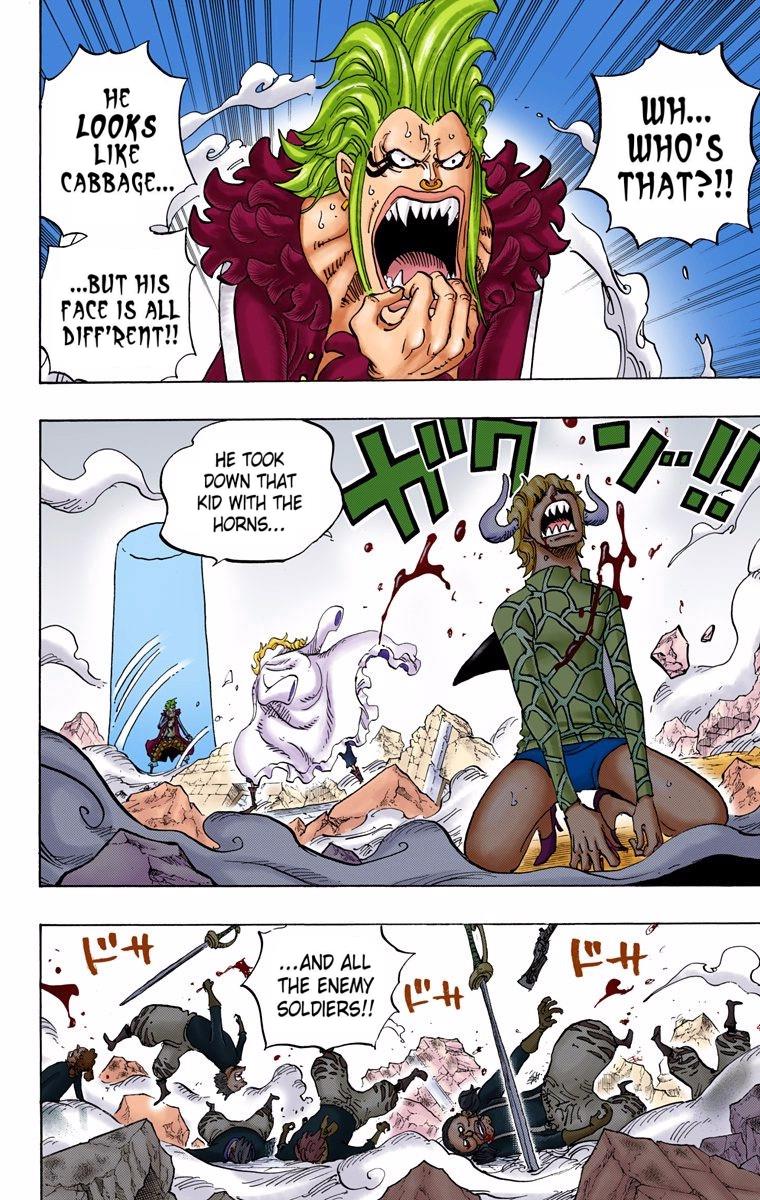 WH...
WHO'S
THAT?!!
HE
LOOKS
LIKE
CABBAGE...
...BUT HIS
FACE IS ALL
DIFF'RENT!!
ガクン…!!
HE TOOK
DOWN THAT
KID WITH THE
HORNS...
ドサ
...AND ALL
THE ENEMY
SOLDIERS!!
ドサ
ドサ